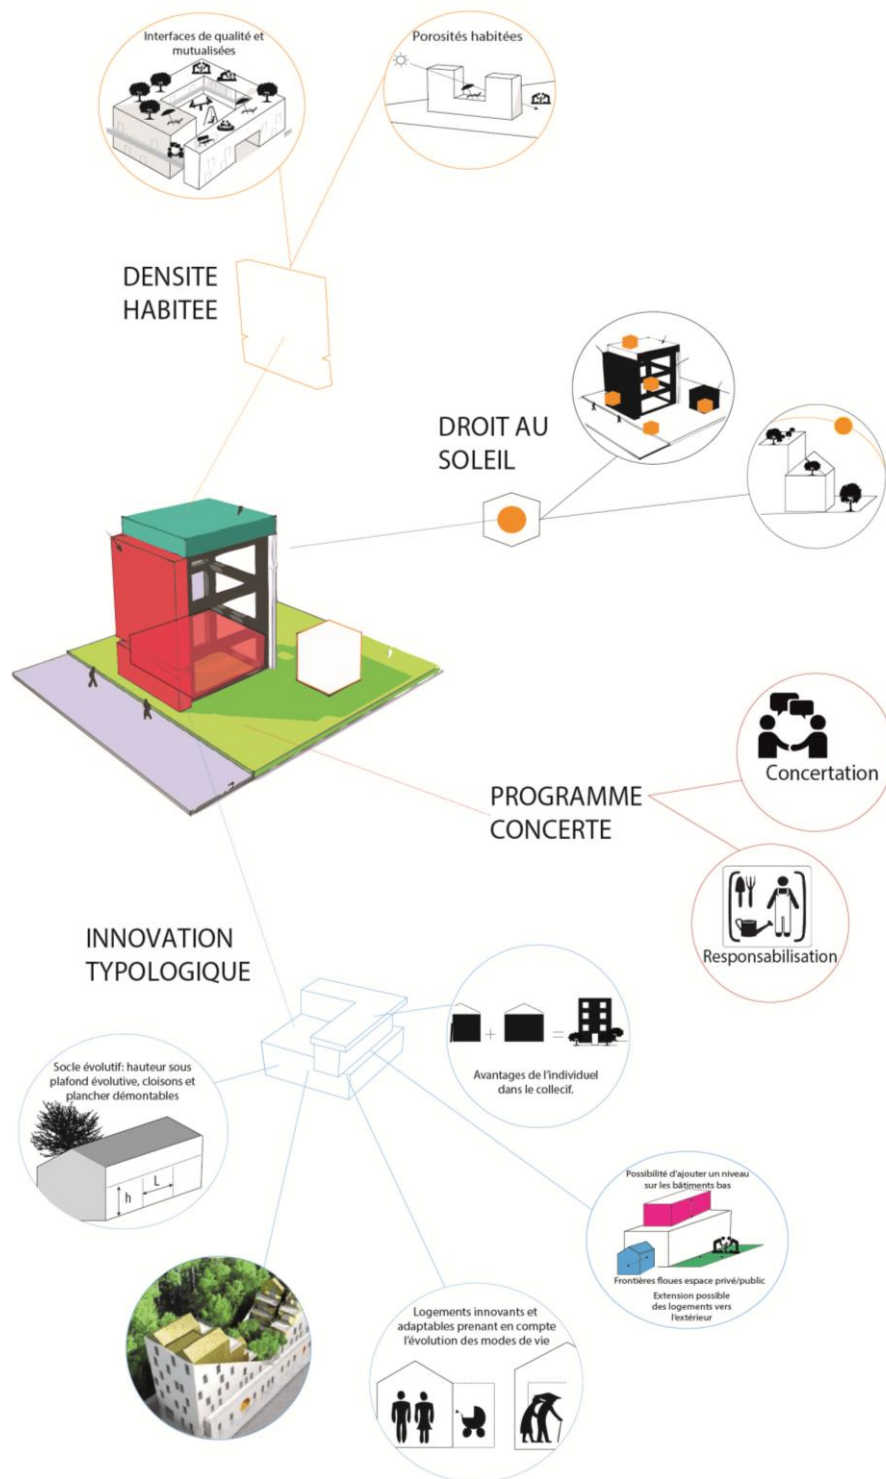 Interfaces de qualité et
mutualisées
Porosités habitées
DENSITE
HABITEE
DROIT AU
SOLEIL
PROGRAMME
CONCERTE
Concertation
Responsabilisation
INNOVATION
TYPOLOGIQUE
+
=
Avantages de l'individuel
dans le collecif.
Socle évolutif: hauteur sous
plafond évolutive, cloisons et
plancher démontables
h
L
Possibilité d'ajouter un niveau
sur les bâtiments bas
Frontières floues espace privé/public
Extension possible
des logements vers
l'extérieur
Logements innovants et
adaptables prenant en compte
l'évolution des modes de vie